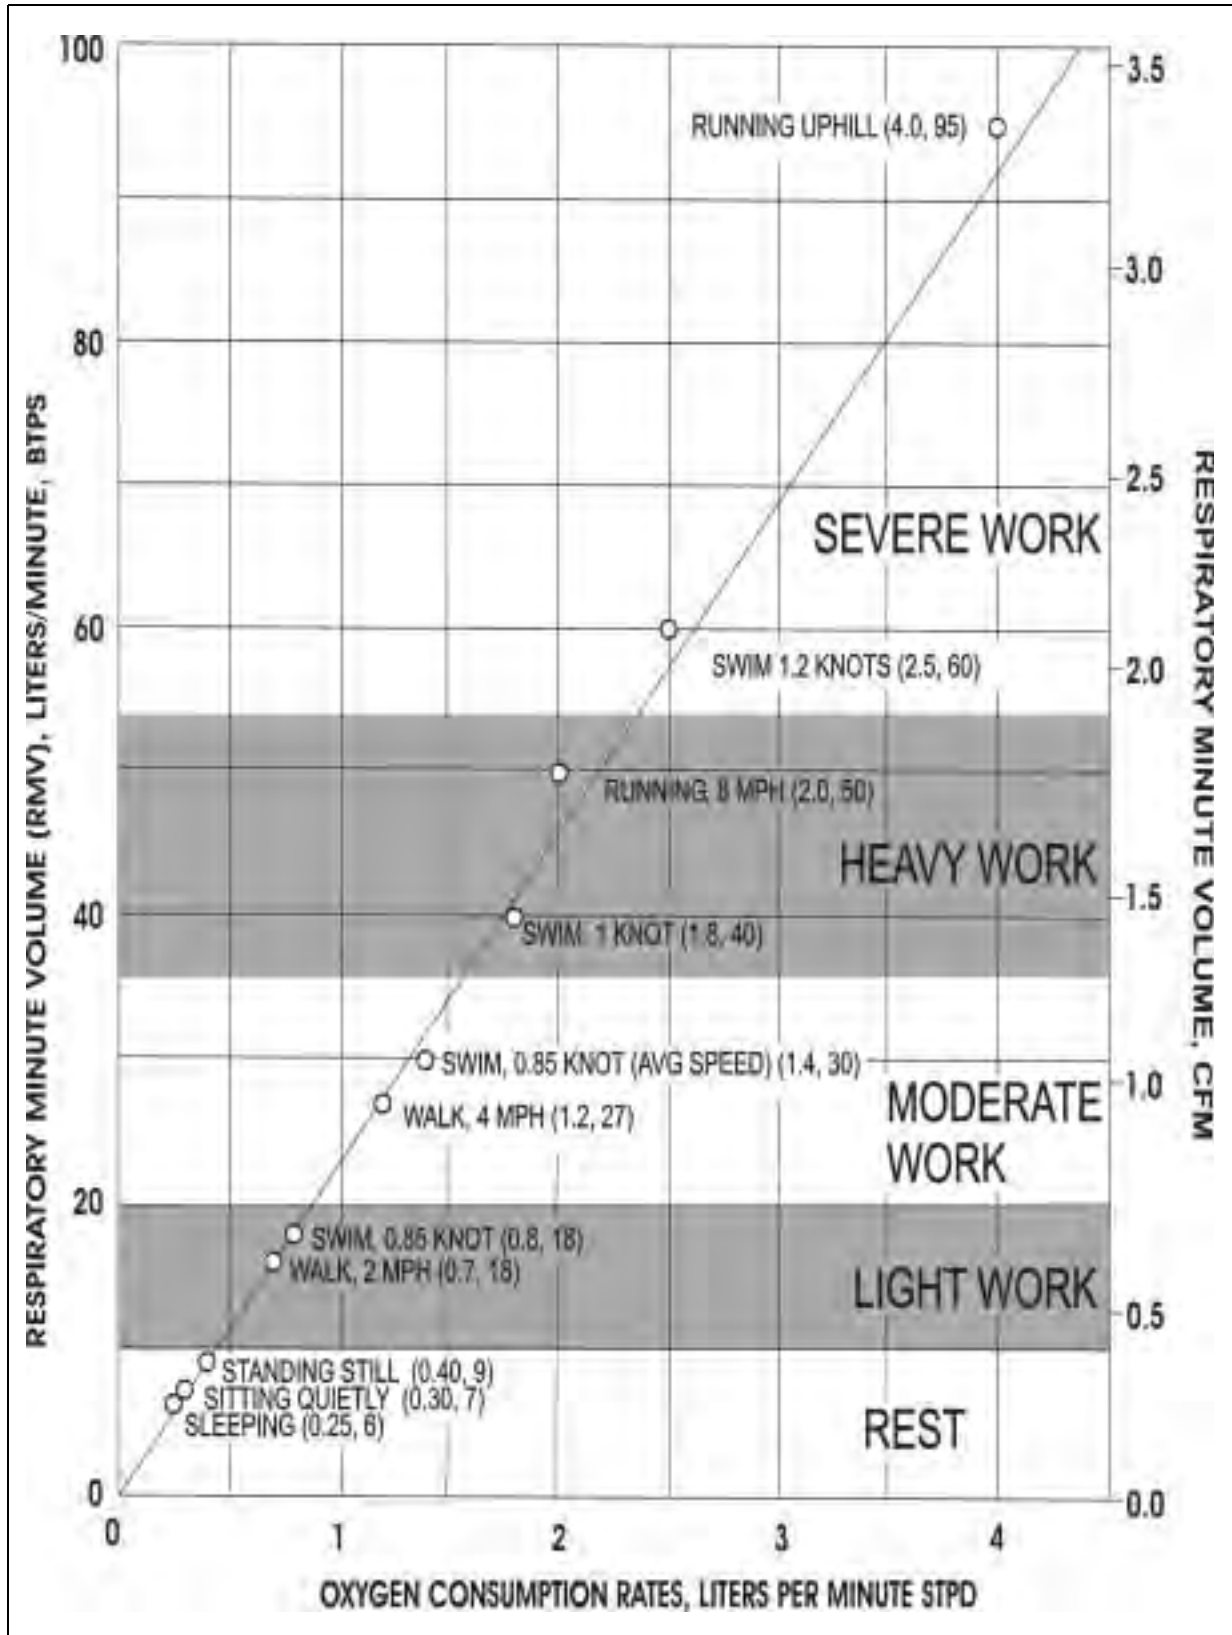 100
3.5
RUNNING UPHILL (4.0, 95)
3.0
80
2.5
SEVERE WORK
60
SWIM 1.2 KNOTS (2.5, 60)
2.0
RUNNING, 8 MPH (2.0, 50)
HEAVY WORK
1.5
40
SWIM, 1 KNOT (1.8, 40)
SWIM, 0.85 KNOT (AVG SPEED) (1.4, 30)
1.0
MODERATE
WORK
WALK, 4 MPH (1.2, 27)
20
SWIM, 0.85 KNOT (0.8, 18)
WALK, 2 MPH (0.7, 16)
LIGHT WORK
0.5
STANDING STILL (0.40, 9)
SITTING QUIETLY (0.30, 7)
SLEEPING (0.25, 6)
REST
0
0.0
0 1 2 3 4
OXYGEN CONSUMPTION RATES, LITERS PER MINUTE STPD
RESPIRATORY MINUTE VOLUME (RMV), LITERS/MINUTE, BTPS
RESPIRATORY MINUTE VOLUME, CFM